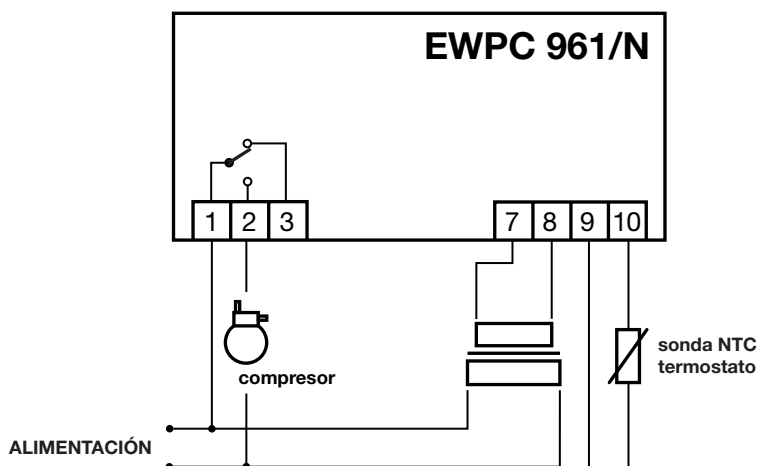 EWPC 961/N
1 2 3 7 8 9 10
compresor
sonda NTC
termostato
ALIMENTACIÓN